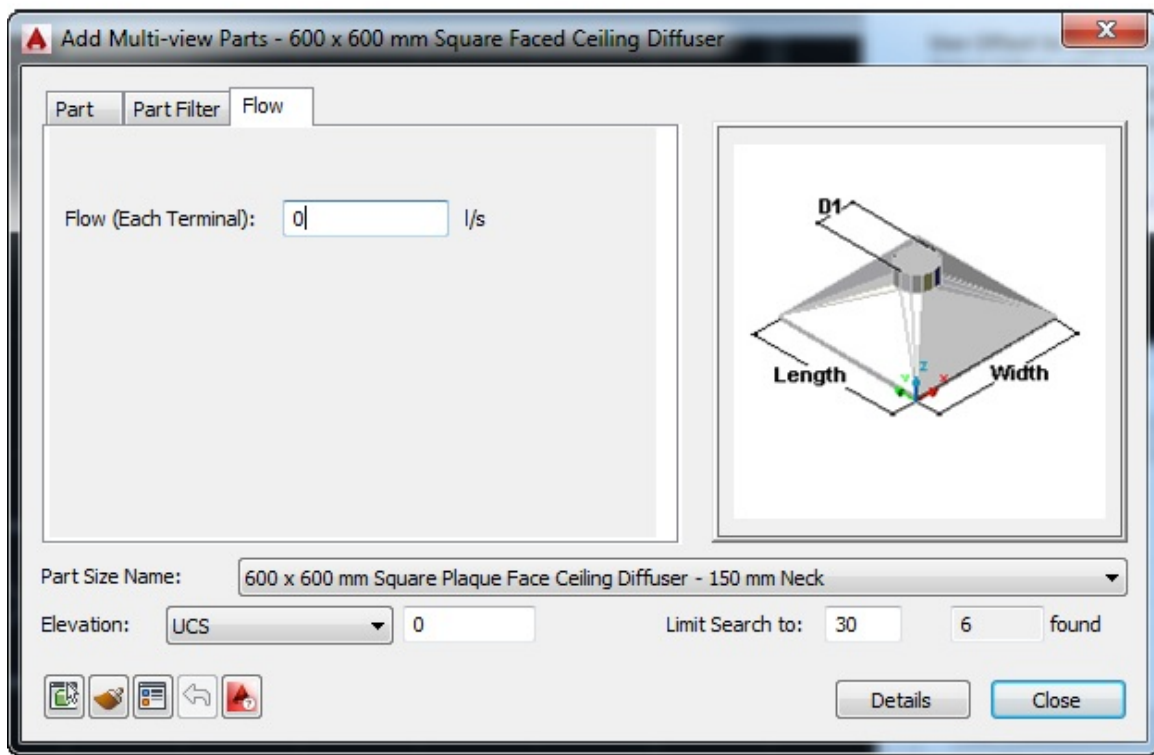 Add Multi-view Parts - 600 x 600 mm Square Faced Ceiling Diffuser
Part Part Filter Flow
Flow (Each Terminal): 0 l/s
D1
Length Width
Y Z X
Part Size Name: 600 x 600 mm Square Plaque Face Ceiling Diffuser - 150 mm Neck
Elevation: UCS 0 Limit Search to: 30 6 found
Details Close